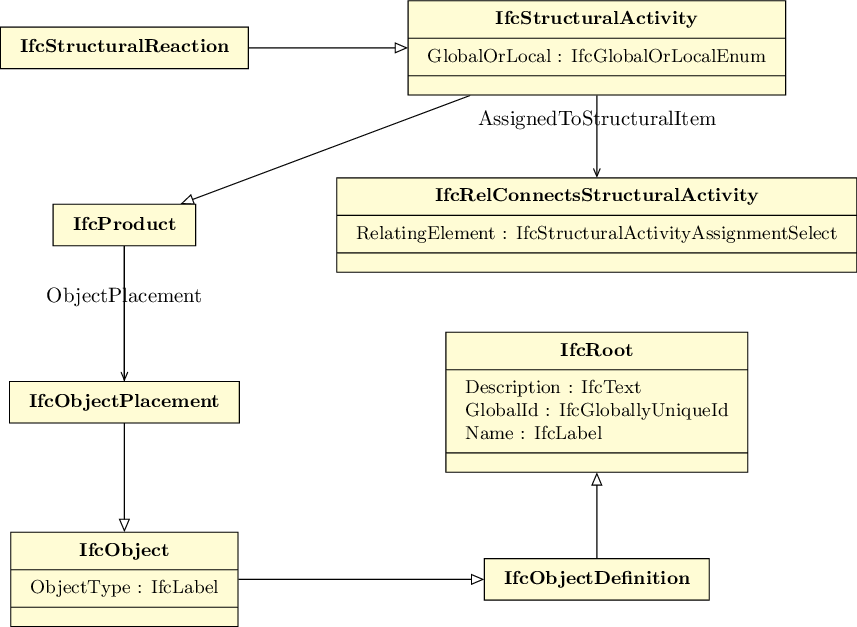 IfcStructuralReaction
IfcStructuralActivity
GlobalOrLocal : IfcGlobalOrLocalEnum
AssignedToStructuralItem
IfcProduct
IfcRelConnectsStructuralActivity
RelatingElement : IfcStructuralActivityAssignmentSelect
ObjectPlacement
IfcObjectPlacement
IfcRoot
Description : IfcText
GlobalId : IfcGloballyUniqueId
Name : IfcLabel
IfcObject
ObjectType : IfcLabel
IfcObjectDefinition